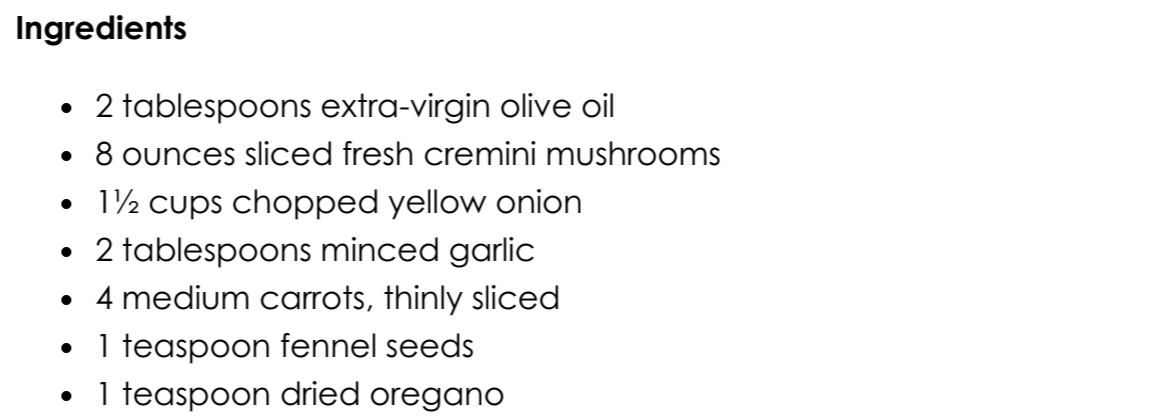 Ingredients
• 2 tablespoons extra-virgin olive oil
• 8 ounces sliced fresh cremini mushrooms
• 1½ cups chopped yellow onion
• 2 tablespoons minced garlic
• 4 medium carrots, thinly sliced
• 1 teaspoon fennel seeds
• 1 teaspoon dried oregano